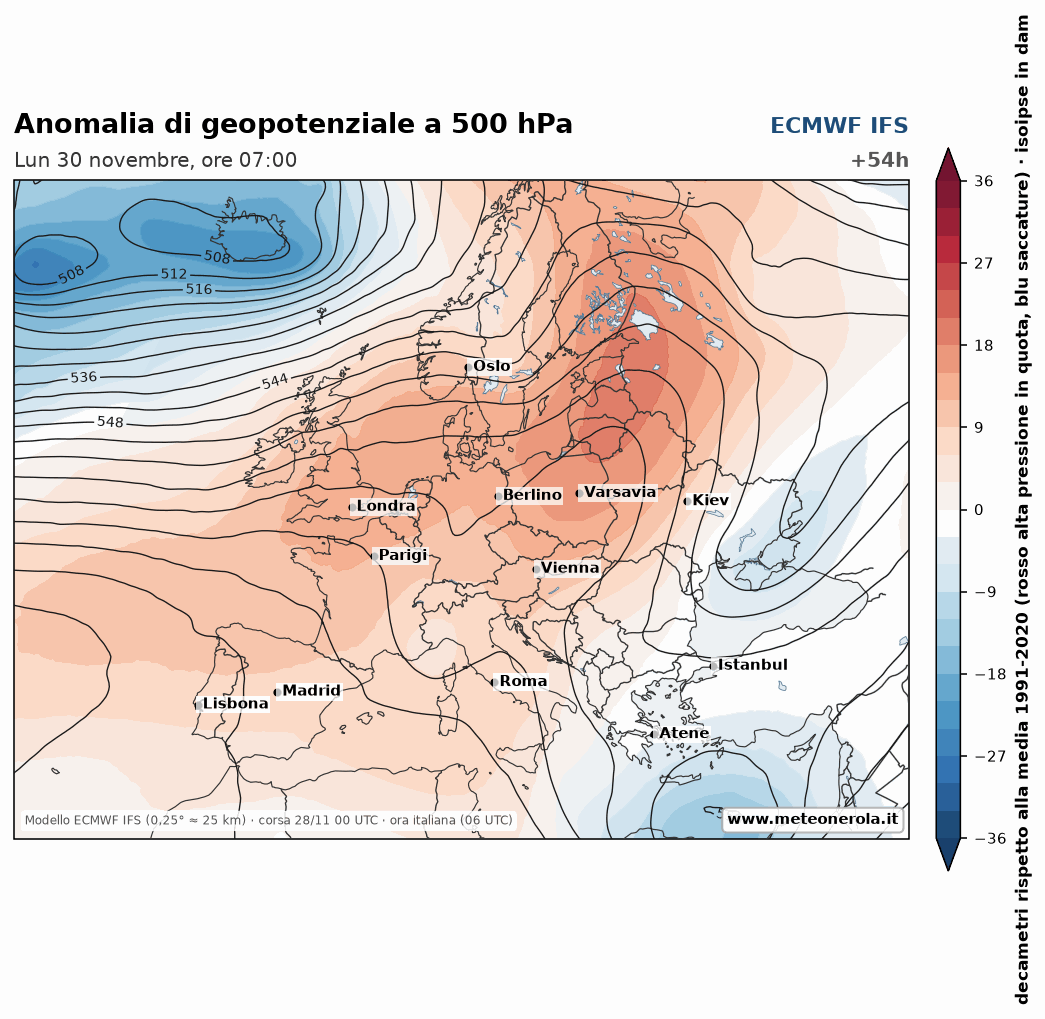 Anomalia di geopotenziale a 500 hPa
ECMWF IFS
Lun 30 novembre, ore 07:00
+54h
508
508
512
516
536
544
548
Oslo
Londra
Berlino
Varsavia
Kiev
Parigi
Vienna
Istanbul
Roma
Madrid
Lisbona
Atene
Modello ECMWF IFS (0,25° ≈ 25 km) · corsa 28/11 00 UTC · ora italiana (06 UTC)
www.meteonerola.it
36
27
18
9
0
−9
−18
−27
−36
decametri rispetto alla media 1991-2020 (rosso alta pressione in quota, blu saccature) · isoipse in dam